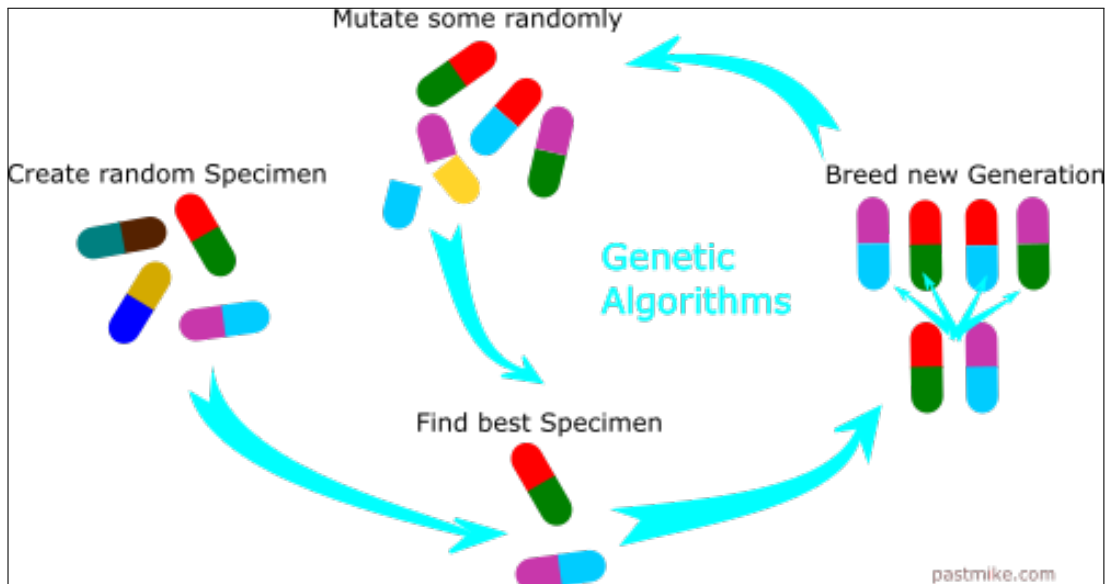 Mutate some randomly
Create random Specimen
Breed new Generation
Genetic
Algorithms
Find best Specimen
pastmike.com